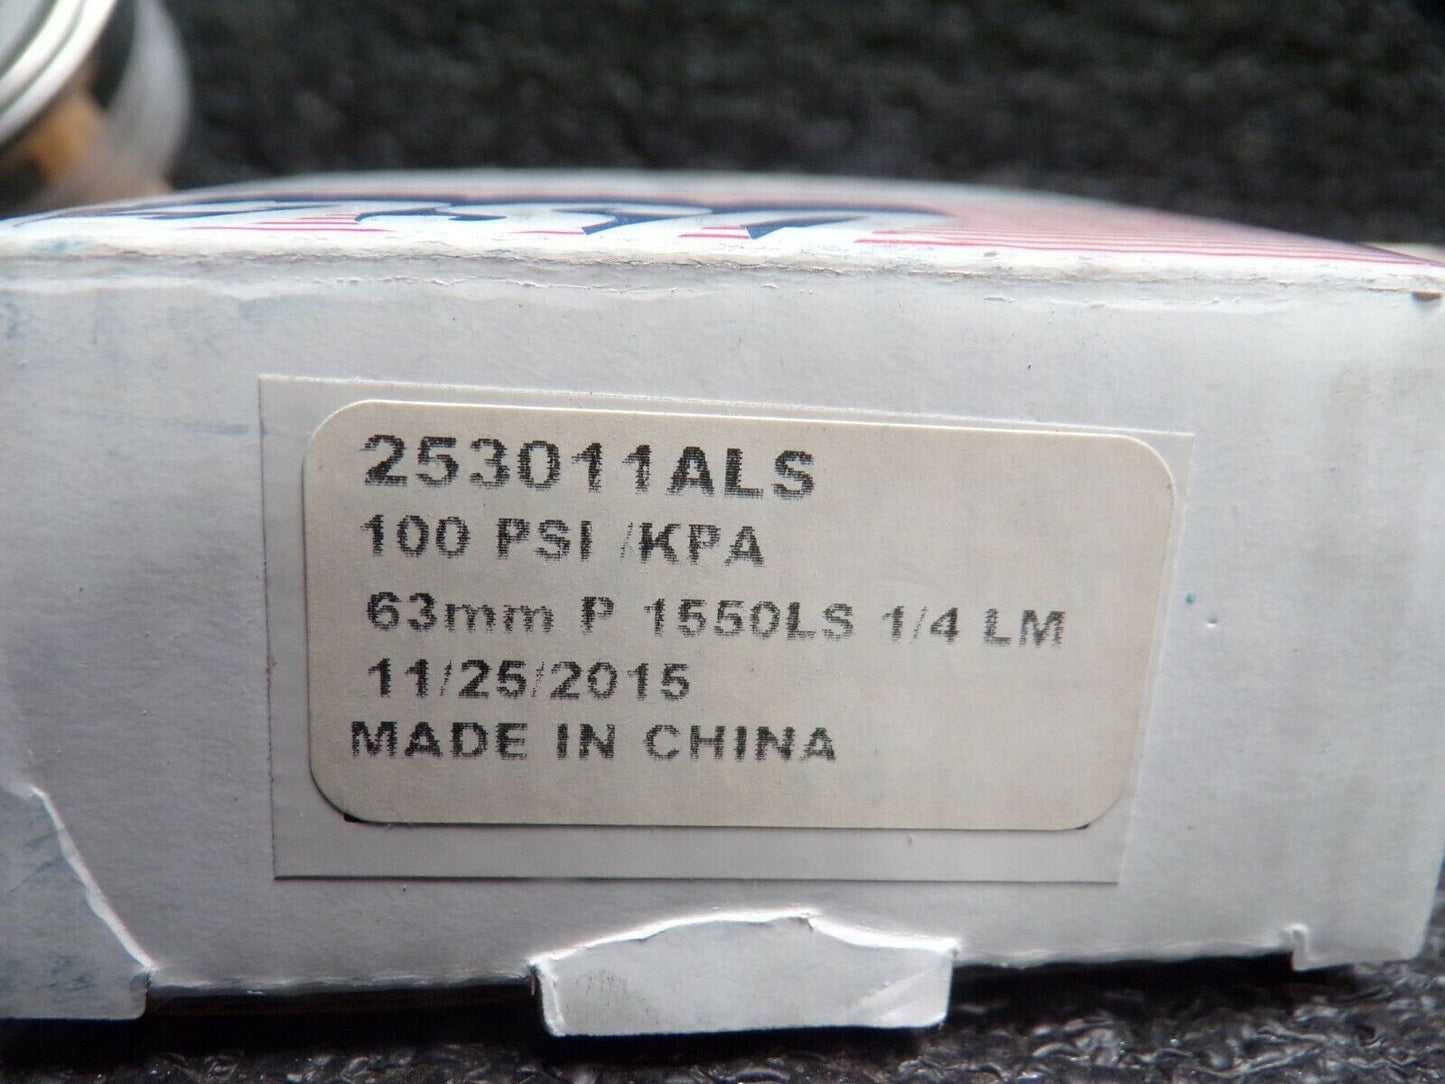 253011ALS
100 PSI /KPA
63mm P 1550LS 1/4 LM
11/25/2015
MADE IN CHINA